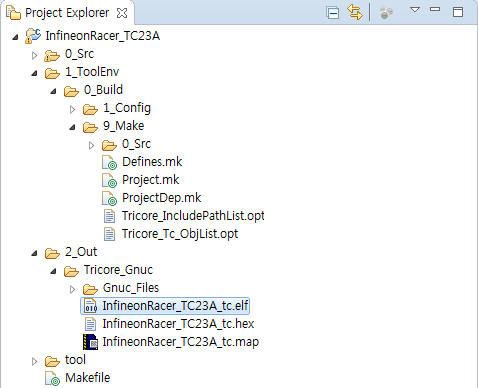 Project Explorer
InfineonRacer_TC23A
0_Src
1_ToolEnv
0_Build
1_Config
9_Make
0_Src
Defines.mk
Project.mk
ProjectDep.mk
Tricore_IncludePathList.opt
Tricore_Tc_ObjList.opt
2_Out
Tricore_Gnuc
Gnuc_Files
InfineonRacer_TC23A_tc.elf
InfineonRacer_TC23A_tc.hex
InfineonRacer_TC23A_tc.map
tool
Makefile